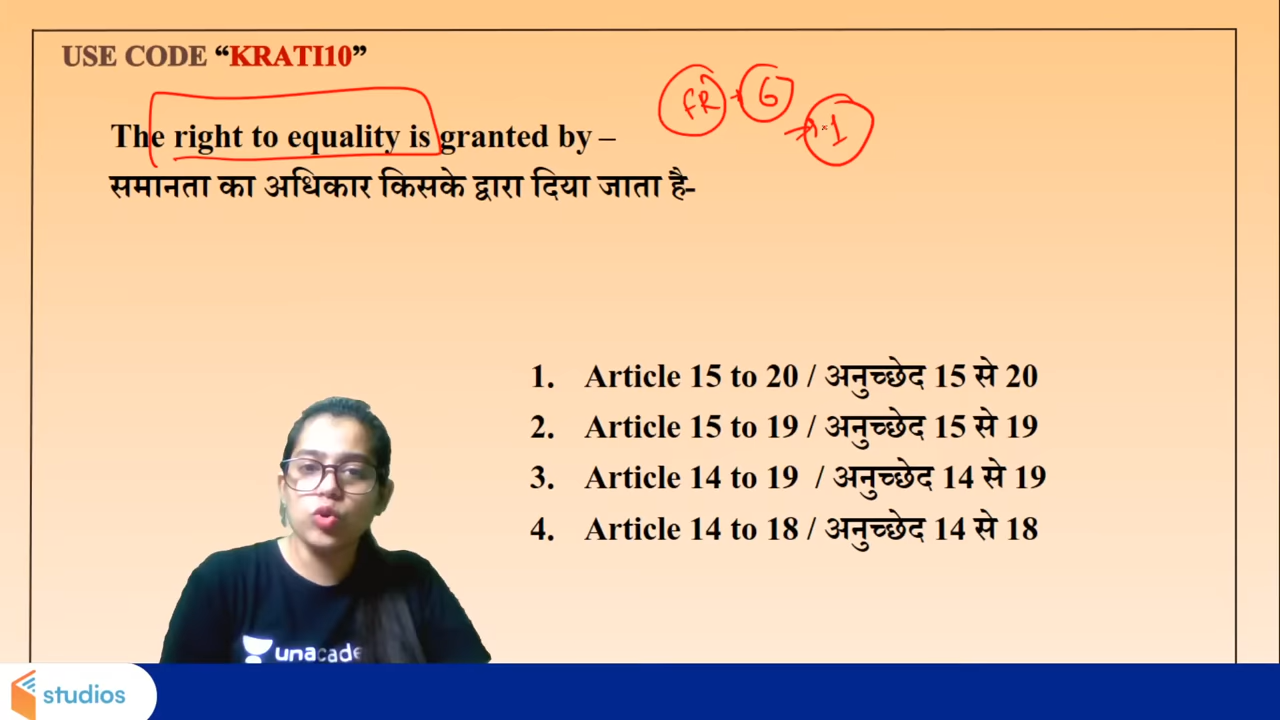 USE CODE “KRATI10”
FR → 6
→ 1
The right to equality is granted by –
समानता का अधिकार किसके द्वारा दिया जाता है-
1. Article 15 to 20 / अनुच्छेद 15 से 20
2. Article 15 to 19 / अनुच्छेद 15 से 19
3. Article 14 to 19 / अनुच्छेद 14 से 19
4. Article 14 to 18 / अनुच्छेद 14 से 18
unacade
studios